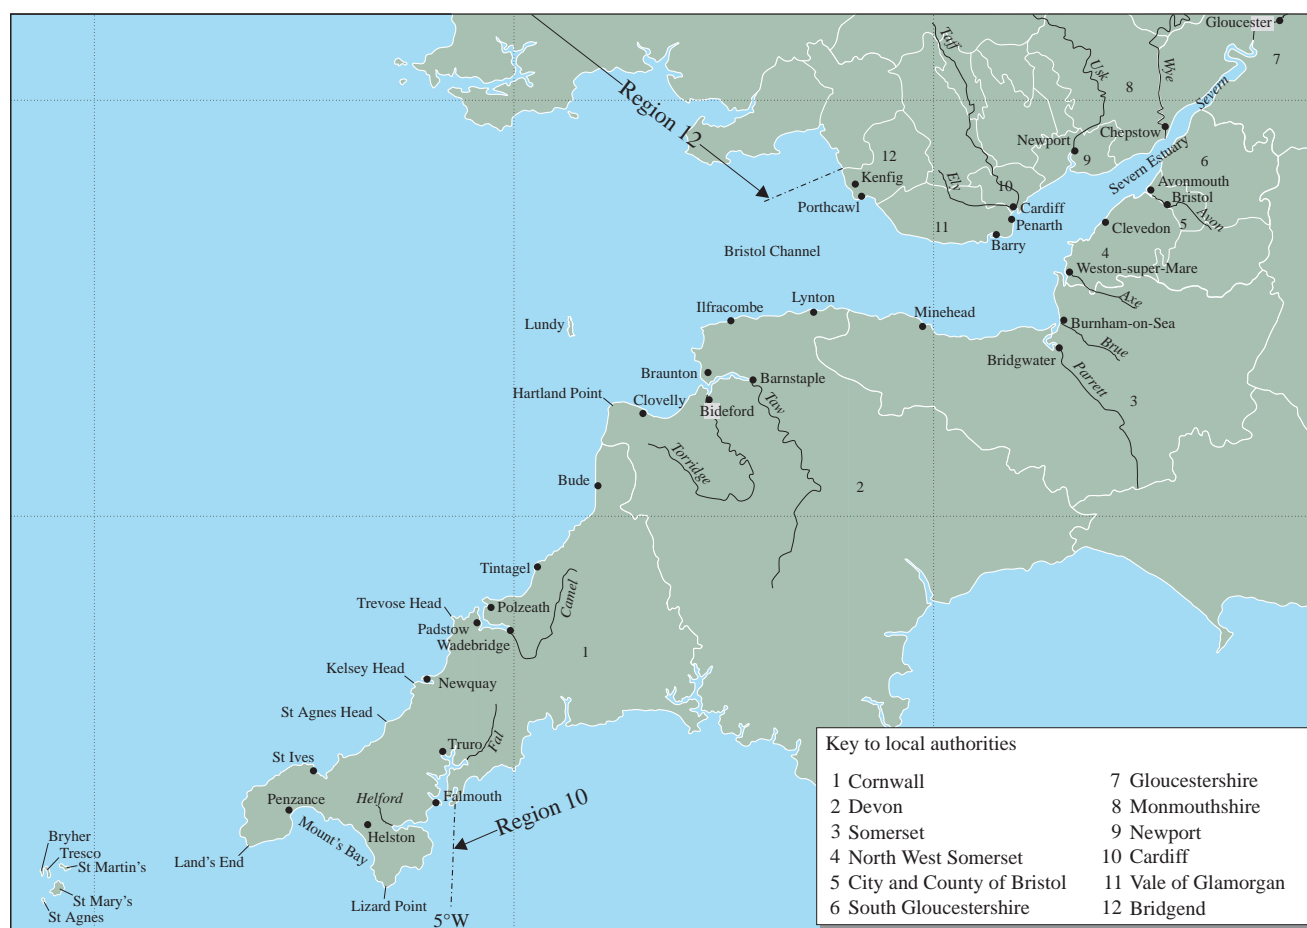 Gloucester
7
Taff
Usk
Wye
Severn
8
Region 12
Chepstow
Newport
9
Severn Estuary
6
12
Kenfig
Ely
10
Avonmouth
Bristol
Porthcawl
Cardiff
Penarth
5
Avon
11
Barry
Clevedon
4
Bristol Channel
Weston-super-Mare
Axe
Lynton
Ilfracombe
Minehead
Burnham-on-Sea
Lundy
Brue
Bridgwater
Braunton
Barnstaple
Parrett
Hartland Point
Clovelly
Bideford
Taw
3
Torridge
Bude
2
Tintagel
Camel
Trevose Head
Polzeath
Padstow
Wadebridge
1
Kelsey Head
Newquay
St Agnes Head
Fal
Truro
St Ives
Penzance
Helford
Falmouth
Region 10
Helston
Mount's Bay
Bryher
Tresco
St Martin's
Land's End
St Mary's
St Agnes
Lizard Point
5°W
Key to local authorities
1 Cornwall
2 Devon
3 Somerset
4 North West Somerset
5 City and County of Bristol
6 South Gloucestershire
7 Gloucestershire
8 Monmouthshire
9 Newport
10 Cardiff
11 Vale of Glamorgan
12 Bridgend